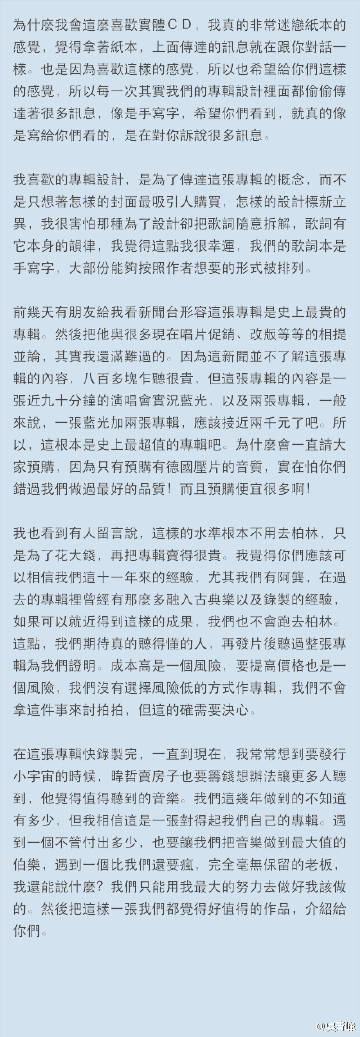 為什麼我會這麼喜歡實體ＣＤ，我真的非常迷戀紙本的
感覺，覺得拿著紙本，上面傳達的訊息就在跟你對話一
樣。也是因為喜歡這樣的感覺，所以也希望給你們這樣
的感覺，所以每一次其實我們的專輯設計裡面都偷偷傳
達著很多訊息，像是手寫字，希望你們看到，就真的像
是寫給你們看的，是在對你訴說很多訊息。
我喜歡的專輯設計，是為了傳達這張專輯的概念，而不
是只想著怎樣的封面最吸引人購買，怎樣的設計標新立
異，我很害怕那種為了設計卻把歌詞隨意拆解，歌詞有
它本身的韻律，我覺得這點我很幸運，我們的歌詞本是
手寫字，大部份能夠按照作者想要的形式被排列。
前幾天有朋友給我看新聞台形容這張專輯是史上最貴的
專輯。然後把他與很多現在唱片促銷、改版等等的相提
並論，其實我還滿難過的。因為這新聞並不了解這張專
輯的內容，八百多塊乍聽很貴，但這張專輯的內容是一
張近九十分鐘的演唱會實況藍光，以及兩張專輯，一般
來說，一張藍光加兩張專輯，應該接近兩千元了吧。所
以，這根本是史上最超值的專輯吧。為什麼會一直請大
家預購，因為只有預購有德國壓片的音質，實在怕你們
錯過我們做過最好的品質！而且預購便宜很多啊！
我也看到有人留言說，這樣的水準根本不用去柏林，只
是為了花大錢，再把專輯賣得很貴。我覺得你們應該可
以相信我們這十一年來的經驗，尤其我們有阿龔，在過
去的專輯裡曾經有那麼多融入古典樂以及錄製的經驗，
如果可以就近得到這樣的成果，我們也不會跑去柏林。
這點，我們期待真的聽得懂的人，再發片後聽過整張專
輯為我們證明。成本高是一個風險，要提高價格也是一
個風險，我們沒有選擇風險低的方式作專輯，我們不會
拿這件事來討拍拍，但這的確需要決心。
在這張專輯快錄製完，一直到現在，我常常想到要發行
小宇宙的時候，暐哲賣房子也要籌錢想辦法讓更多人聽
到，他覺得值得聽到的音樂。我們這幾年做到的不知道
有多少，但我相信這是一張對得起我們自己的專輯。遇
到一個不管付出多少，也要讓我們把音樂做到最大值的
伯樂，遇到一個比我們還要瘋，完全毫無保留的老板，
我還能說什麼？我們只能用我最大的努力去做好我該做
的。然後把這樣一張我們都覺得好值得的作品，介紹給
你們。